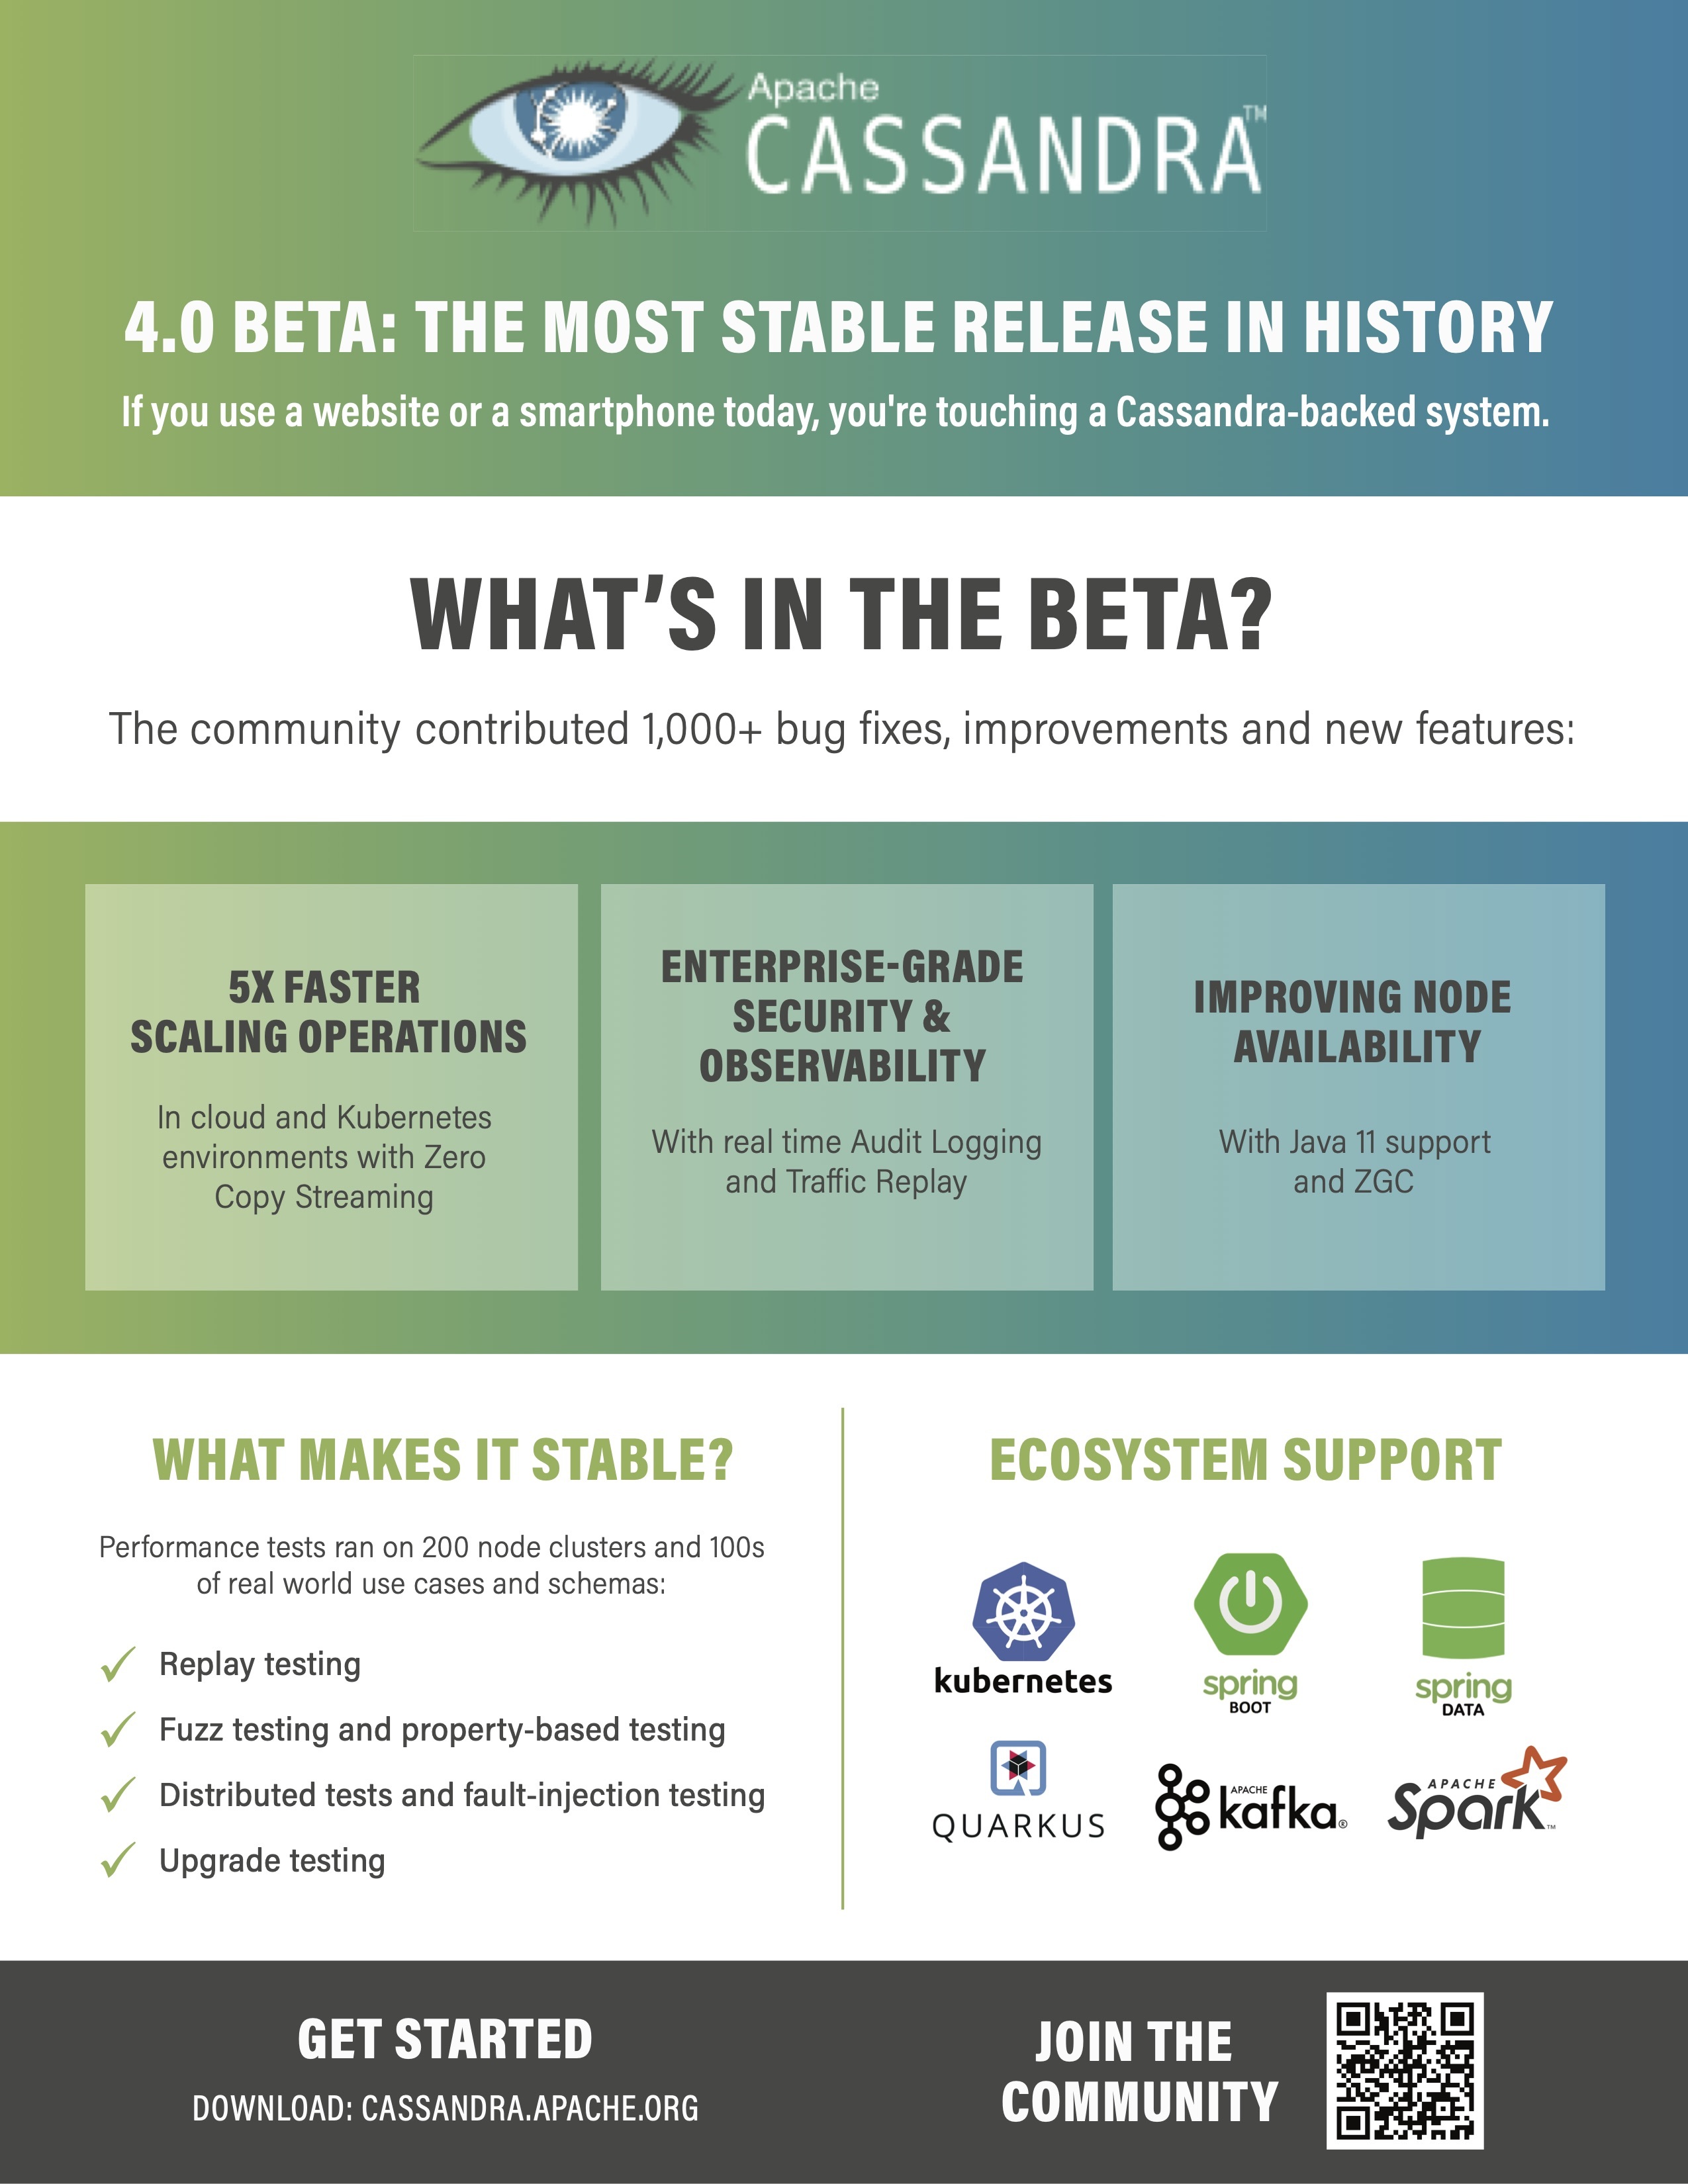 Apache
CASSANDRA™
4.0 BETA: THE MOST STABLE RELEASE IN HISTORY
If you use a website or a smartphone today, you're touching a Cassandra-backed system.
WHAT'S IN THE BETA?
The community contributed 1,000+ bug fixes, improvements and new features:
5X FASTER
SCALING OPERATIONS
In cloud and Kubernetes
environments with Zero
Copy Streaming
ENTERPRISE-GRADE
SECURITY &
OBSERVABILITY
With real time Audit Logging
and Traffic Replay
IMPROVING NODE
AVAILABILITY
With Java 11 support
and ZGC
WHAT MAKES IT STABLE?
Performance tests ran on 200 node clusters and 100s
of real world use cases and schemas:
Replay testing
Fuzz testing and property-based testing
Distributed tests and fault-injection testing
Upgrade testing
ECOSYSTEM SUPPORT
kubernetes
spring
BOOT
spring
DATA
QUARKUS
APACHE
kafka®
APACHE
Spark™
GET STARTED
DOWNLOAD: CASSANDRA.APACHE.ORG
JOIN THE
COMMUNITY